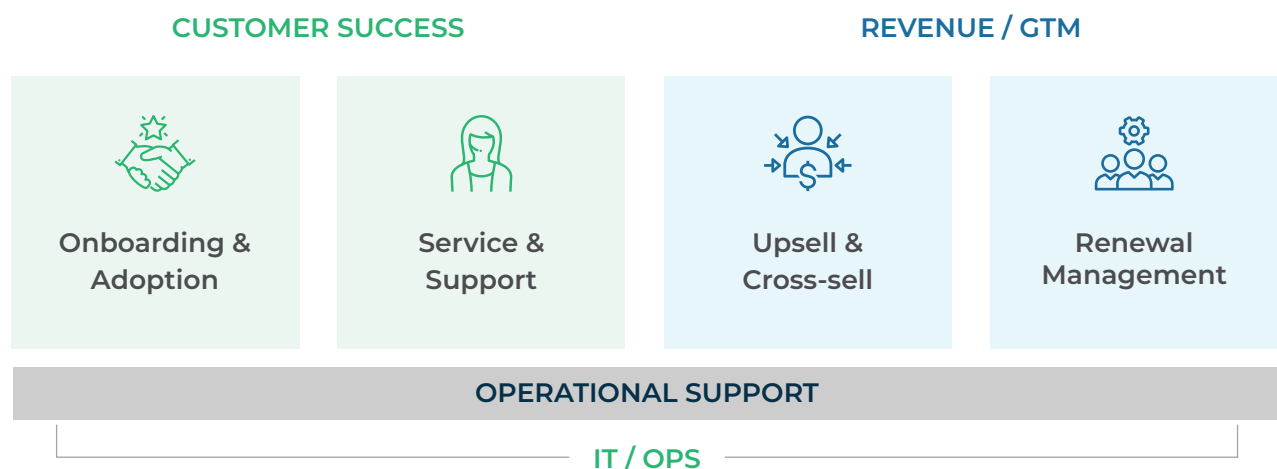 CUSTOMER SUCCESS
REVENUE / GTM
Onboarding &
Adoption
Service &
Support
Upsell &
Cross-sell
Renewal
Management
OPERATIONAL SUPPORT
IT / OPS